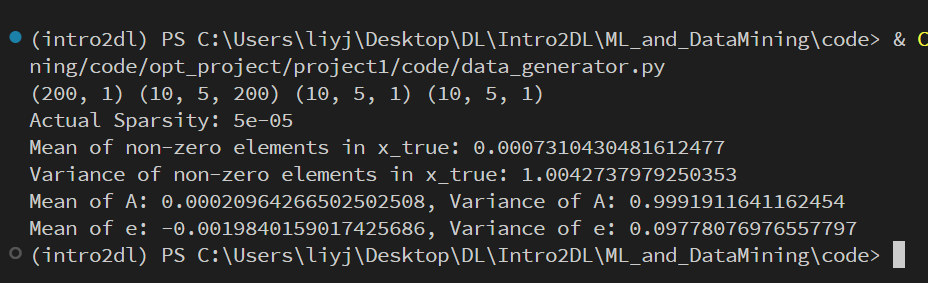 (intro2dl) PS C:\Users\liyj\Desktop\DL\Intro2DL\ML_and_DataMining\code> & C
ning/code/opt_project/project1/code/data_generator.py
(200, 1) (10, 5, 200) (10, 5, 1) (10, 5, 1)
Actual Sparsity: 5e-05
Mean of non-zero elements in x_true: 0.0007310430481612477
Variance of non-zero elements in x_true: 1.0042737979250353
Mean of A: 0.00020964266502502508, Variance of A: 0.9991911641162454
Mean of e: -0.0019840159017425686, Variance of e: 0.09778076976557797
(intro2dl) PS C:\Users\liyj\Desktop\DL\Intro2DL\ML_and_DataMining\code>